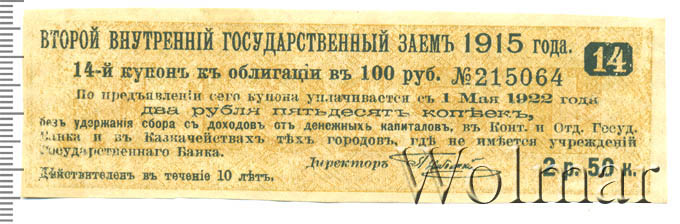 ВТОРОЙ ВНУТРЕННІЙ ГОСУДАРСТВЕННЫЙ ЗАЕМЪ 1915 года.
14
14-й купонъ къ облигаціи въ 100 руб. №215064
По предъявленіи сего купона уплачивается съ 1 Мая 1922 года
два рубля пятьдесятъ копѣекъ,
безъ удержанія сбора съ доходовъ отъ денежныхъ капиталовъ, въ Конт. и Отд. Госуд.
Банка и въ Казначействахъ тѣхъ городовъ, гдѣ не имѣется учрежденій
Государственнаго Банка.
Директоръ
2 р. 50 к.
Дѣйствителенъ въ теченіе 10 лѣтъ.
Wolmar